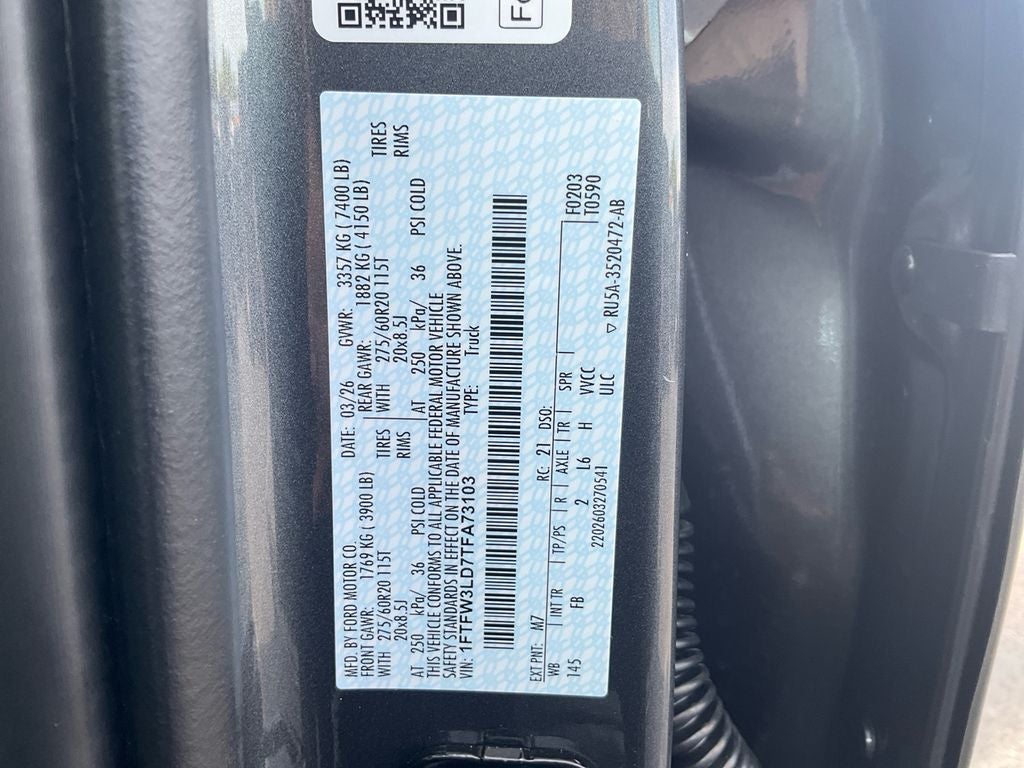 MFD. BY FORD MOTOR CO. DATE: 03/26 GVWR: 3357 KG ( 7400 LB)
FRONT GAWR: 1769 KG ( 3900 LB) REAR GAWR: 1882 KG ( 4150 LB)
WITH 275/60R20 115T TIRES WITH 275/60R20 115T TIRES
20x8.5J RIMS 20x8.5J RIMS
AT 250 kPa/ 36 PSI COLD AT 250 kPa/ 36 PSI COLD
THIS VEHICLE CONFORMS TO ALL APPLICABLE FEDERAL MOTOR VEHICLE
SAFETY STANDARDS IN EFFECT ON THE DATE OF MANUFACTURE SHOWN ABOVE.
VIN: 1FTFW3LD7TFA73103 TYPE: Truck
EXT PNT: M7 RC: 21 DSO: F0203
WB INT TR TP/PS R AXLE TR SPR T0590
145 FB 2 L6 H VVCC
2202603270541 ULC
▽ RU5A-3520472-AB